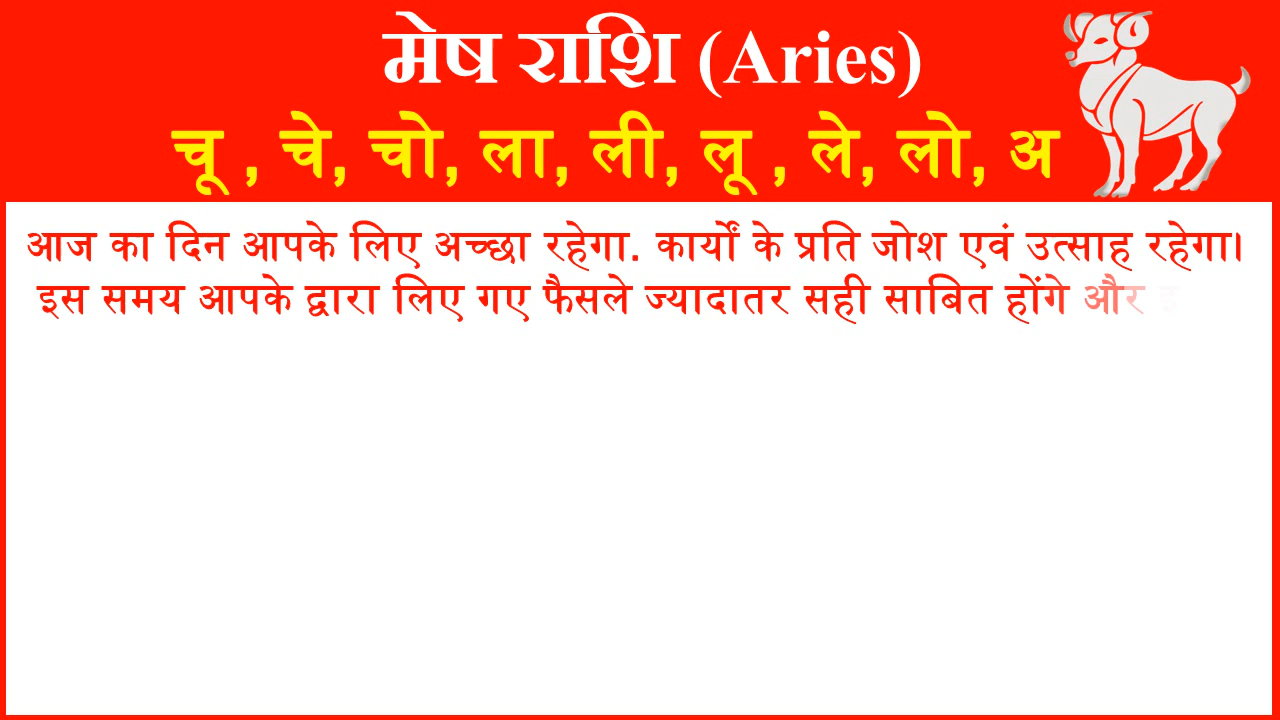 मेष राशि (Aries)
चू , चे, चो, ला, ली, लू , ले, लो, अ
आज का दिन आपके लिए अच्छा रहेगा. कार्यों के प्रति जोश एवं उत्साह रहेगा।
इस समय आपके द्वारा लिए गए फैसले ज्यादातर सही साबित होंगे और